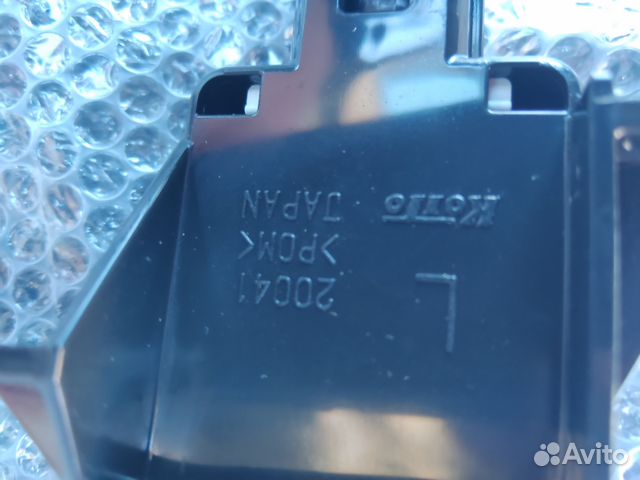 L 20041
>POM<
Koito JAPAN
Avito